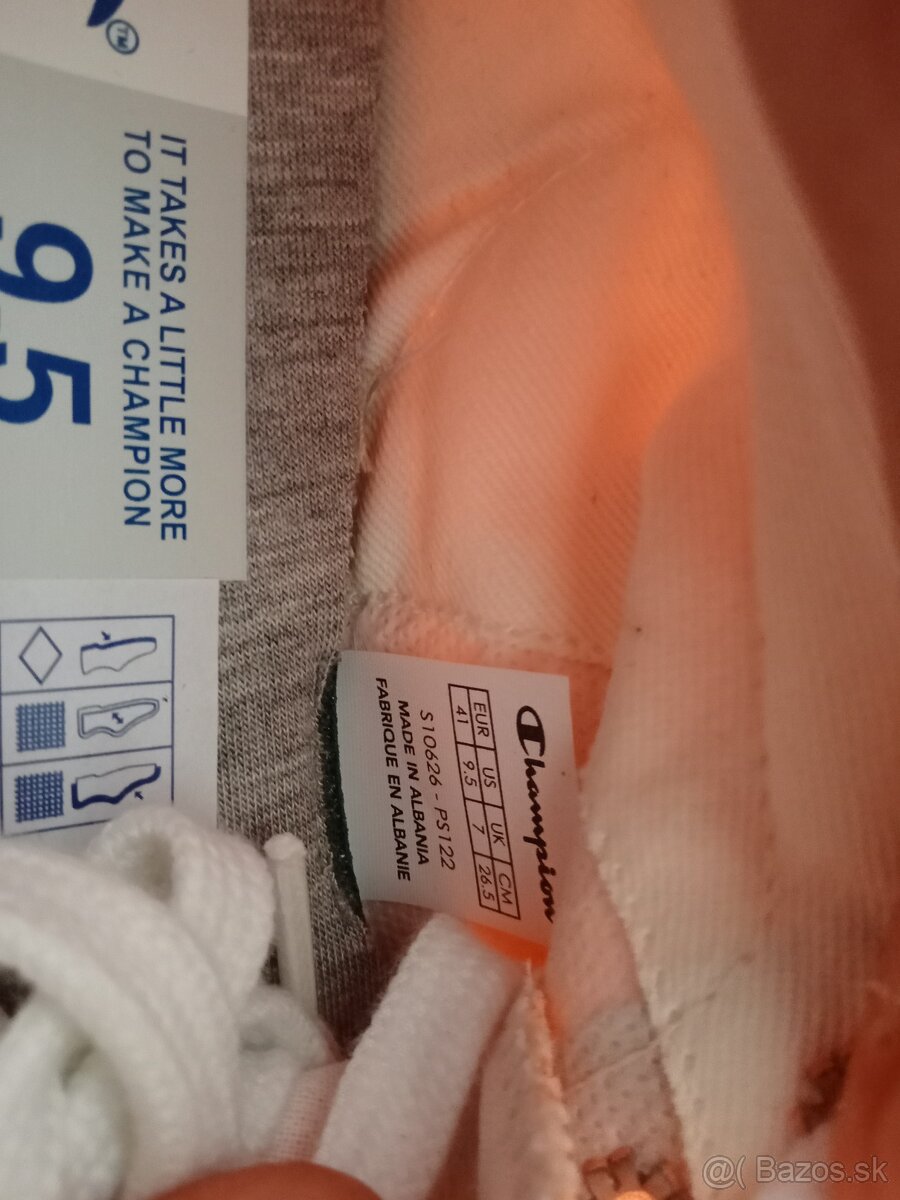 TM
IT TAKES A LITTLE MORE
TO MAKE A CHAMPION
9.5
Champion
EUR US UK CM
41 9.5 7 26.5
S10626 - PS122
MADE IN ALBANIA
FABRIQUE EN ALBANIE
@( Bazos.sk